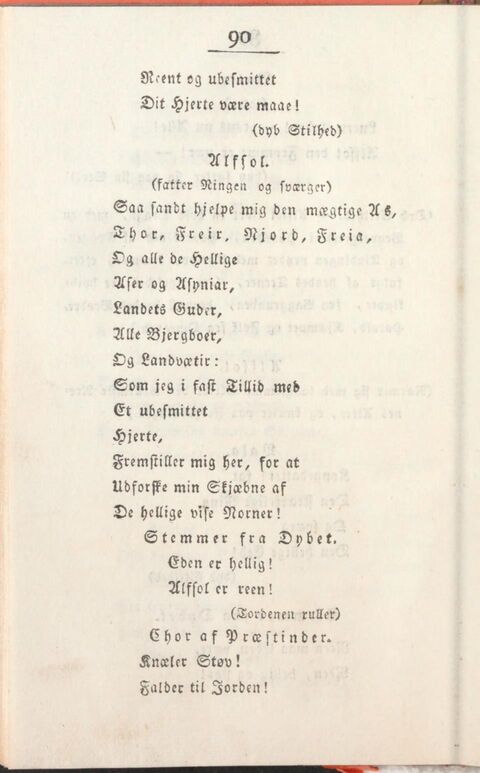 90
Reent og ubesmittet
Dit Hjerte være maae!
(dyb Stilhed)
Alfsol.
(fatter Ringen og sværger)
Saa sandt hjelpe mig den mægtige As,
Thor, Freir, Njord, Freia,
Og alle de Hellige
Aser og Asyniar,
Landets Guder,
Alle Bjergboer,
Og Landvætir:
Som jeg i fast Tillid med
Et ubesmittet
Hjerte,
Fremstiller mig her, for at
Udforske min Skjæbne af
De hellige vise Norner!
Stemmer fra Dybet.
Eden er hellig!
Alfsol er reen!
(Tordenen ruller)
Chor af Præstinder.
Knæler Støv!
Falder til Jorden!